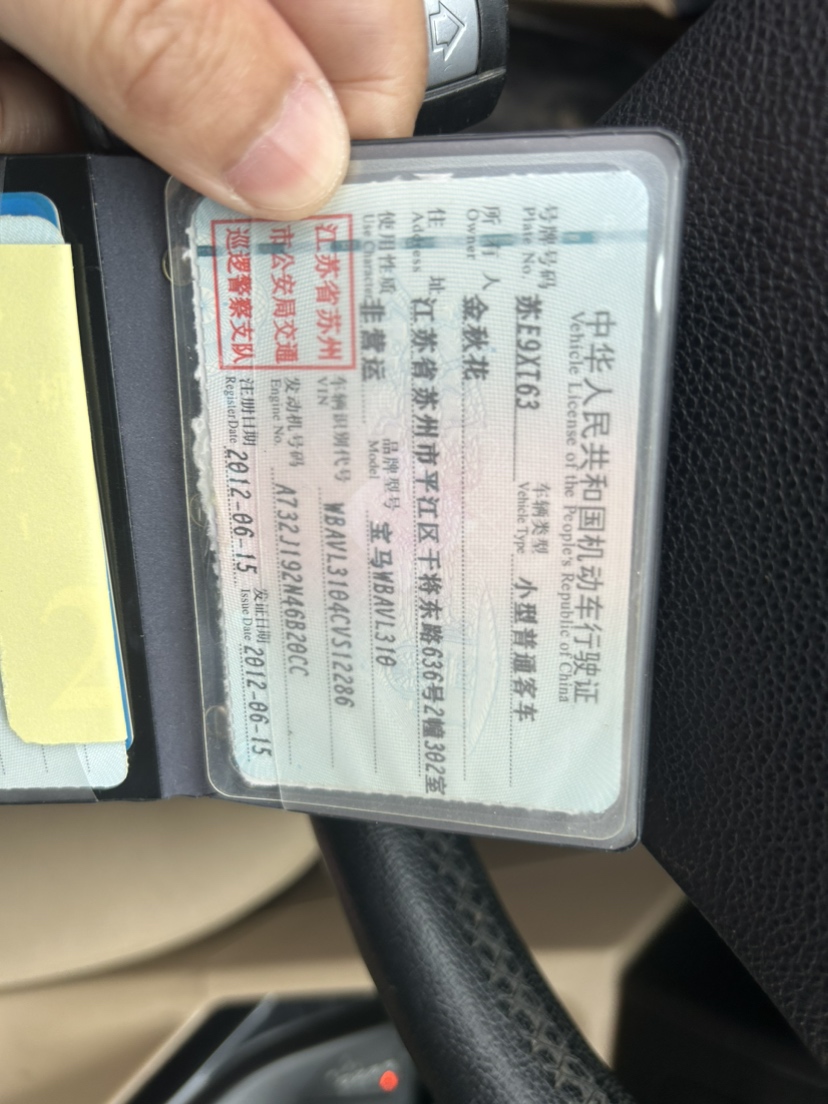 中华人民共和国机动车行驶证
Vehicle License of the People's Republic of China
号牌号码 苏E9XT63 车辆类型 小型普通客车
Plate No. Vehicle Type
所有人 金秋花
Owner
住址 江苏省苏州市平江区干将东路636号2幢302室
Address
使用性质 非营运 品牌型号 宝马WBAVL310
Use Character Model
江苏省苏州
市公安局交通
巡逻警察支队
车辆识别代号 WBAVL3104CVS12286
VIN
发动机号码 A732J192N46B20CC
Engine No.
注册日期 2012-06-15 发证日期 2012-06-15
Register Date Issue Date